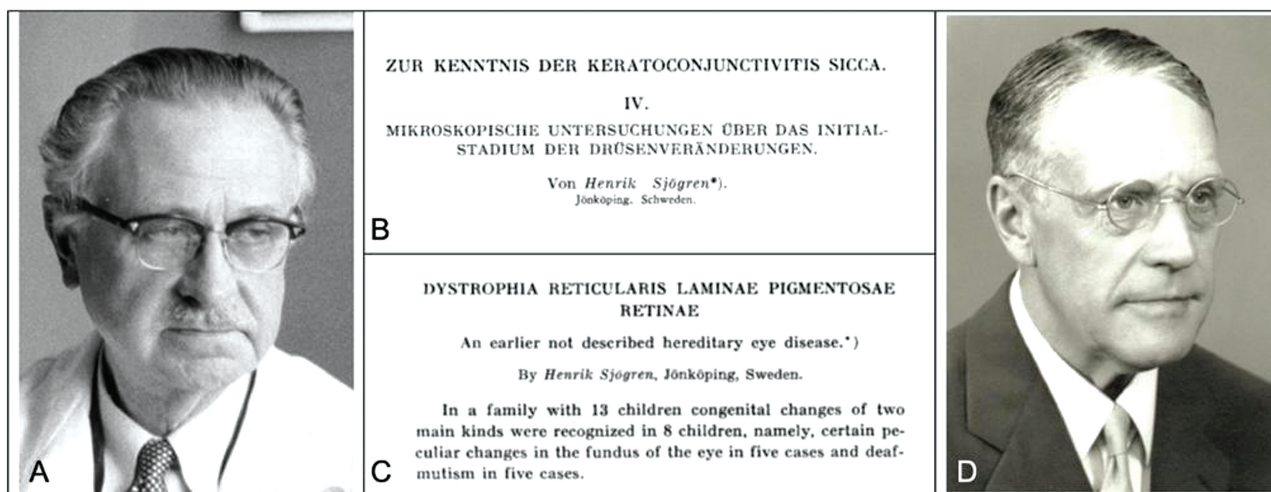 A
ZUR KENNTNIS DER KERATOCONJUNCTIVITIS SICCA.
IV.
MIKROSKOPISCHE UNTERSUCHUNGEN ÜBER DAS INITIAL-
STADIUM DER DRÜSENVERÄNDERUNGEN.
Von Henrik Sjögren*).
Jönköping. Schweden.
B
DYSTROPHIA RETICULARIS LAMINAE PIGMENTOSAE
RETINAE
An earlier not described hereditary eye disease.*)
By Henrik Sjögren, Jönköping, Sweden.
In a family with 13 children congenital changes of two
main kinds were recognized in 8 children, namely, certain pe-
culiar changes in the fundus of the eye in five cases and deaf-
mutism in five cases.
C
D